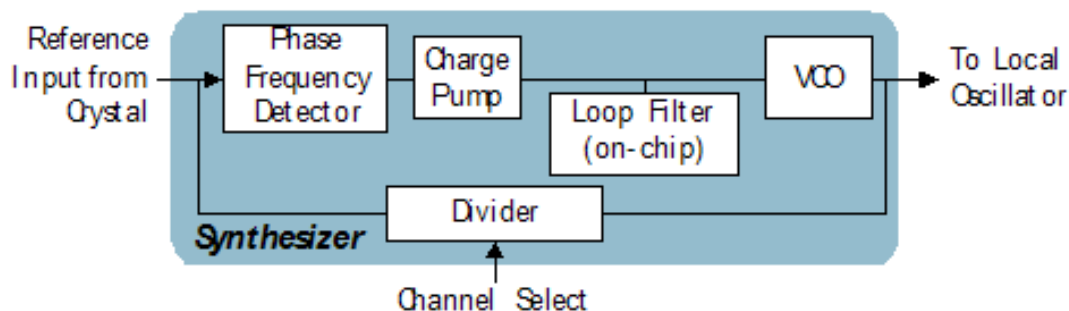 Reference
Input from
Crystal
Phase
Frequency
Detector
Charge
Pump
Loop Filter
(on-chip)
VCO
To Local
Oscillator
Divider
Synthesizer
Channel Select